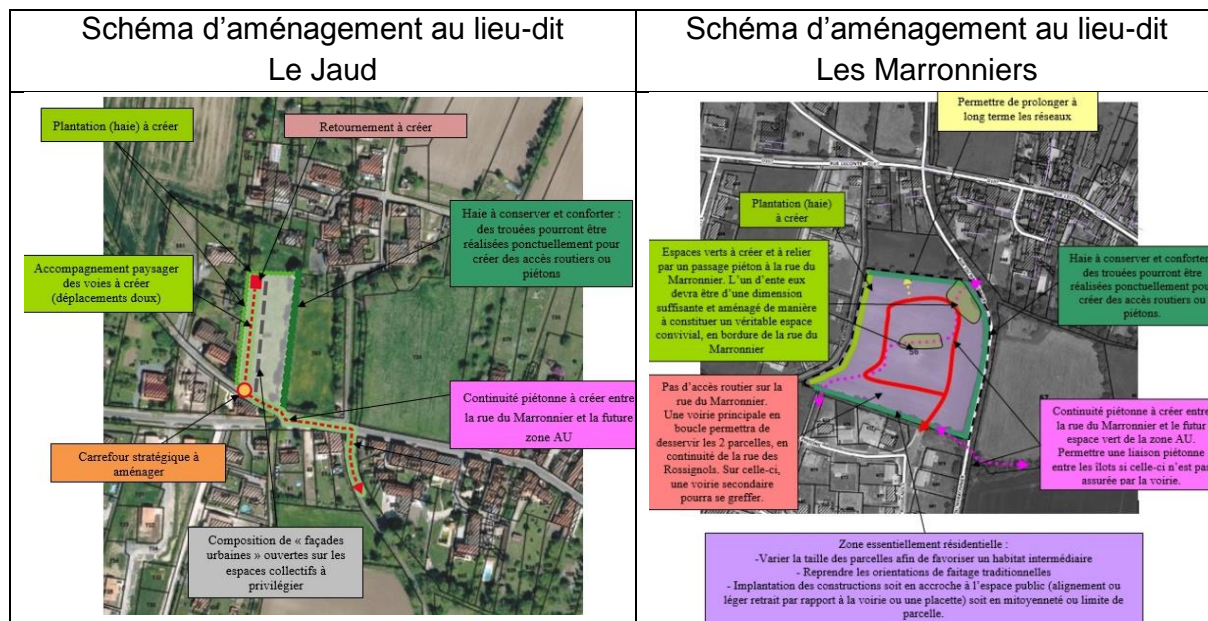 Schéma d’aménagement au lieu-dit
Le Jaud
Plantation (haie) à créer
Retournement à créer
Haie à conserver et conforter :
des trouées pourront être
réalisées ponctuellement pour
créer des accès routiers ou
piétons
Accompagnement paysager
des voies à créer
(déplacements doux)
Continuité piétonne à créer entre
la rue du Marronnier et la future
zone AU
Carrefour stratégique à
aménager
Composition de « façades
urbaines » ouvertes sur les
espaces collectifs à
privilégier
Schéma d’aménagement au lieu-dit
Les Marronniers
Permettre de prolonger à
long terme les réseaux
Plantation (haie)
à créer
Espaces verts à créer et à relier
par un passage piéton à la rue du
Marronnier. L’un d’ente eux
devra être d’une dimension
suffisante et aménagé de manière
à constituer un véritable espace
convivial, en bordure de la rue du
Marronnier
Haie à conserver et conforter
des trouées pourront être
réalisées ponctuellement pour
créer des accès routiers ou
piétons.
Pas d’accès routier sur la
rue du Marronnier.
Une voirie principale en
boucle permettra de
desservir les 2 parcelles, en
continuité de la rue des
Rossignols. Sur celle-ci,
une voirie secondaire
pourra se greffer.
Continuité piétonne à créer entre
la rue du Marronnier et le futur
espace vert de la zone AU.
Permettre une liaison piétonne
entre les îlots si celle-ci n’est pas
assurée par la voirie.
Zone essentiellement résidentielle :
-Varier la taille des parcelles afin de favoriser un habitat intermédiaire
- Reprendre les orientations de faitage traditionnelles
- Implantation des constructions soit en accroche à l’espace public (alignement ou
léger retrait par rapport à la voirie ou une placette) soit en mitoyenneté ou limite de
parcelle.